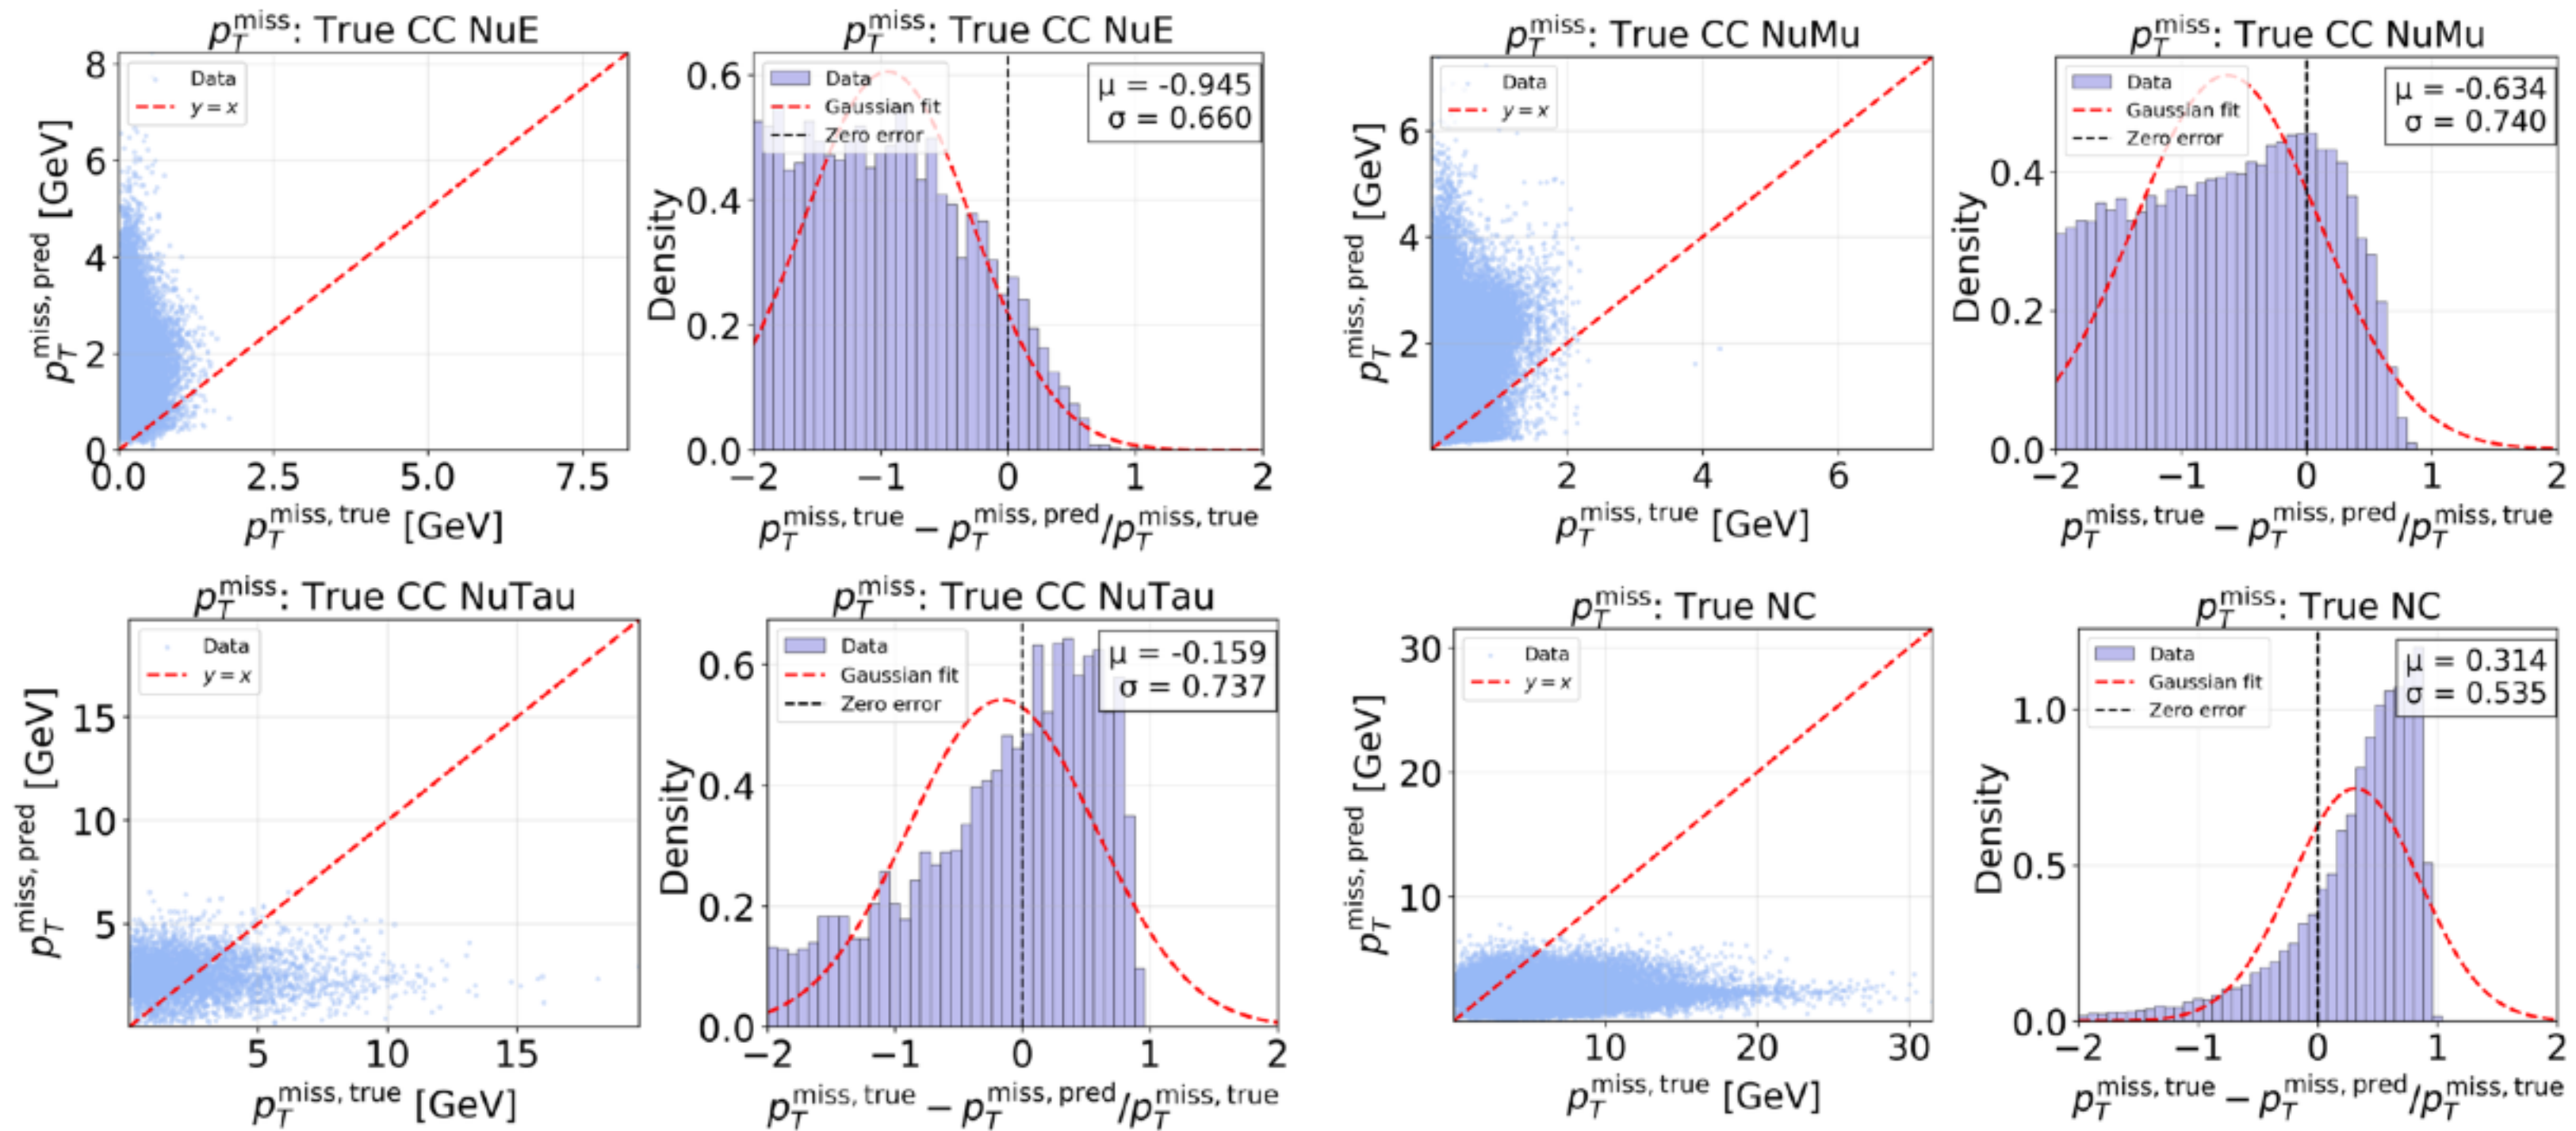 p_T^miss: True CC NuE
8
6
4
2
0
Data
y = x
0.0 2.5 5.0 7.5
p_T^miss, pred [GeV]
p_T^miss, true [GeV]
p_T^miss: True CC NuE
0.6
0.4
0.2
0.0
Data
Gaussian fit
Zero error
μ = -0.945
σ = 0.660
Density
−2 −1 0 1 2
p_T^miss, true − p_T^miss, pred/p_T^miss, true
p_T^miss: True CC NuMu
6
4
2
Data
y = x
2 4 6
p_T^miss, pred [GeV]
p_T^miss, true [GeV]
p_T^miss: True CC NuMu
0.4
0.2
0.0
Data
Gaussian fit
Zero error
μ = -0.634
σ = 0.740
Density
−2 −1 0 1 2
p_T^miss, true − p_T^miss, pred/p_T^miss, true
p_T^miss: True CC NuTau
15
10
5
Data
y = x
5 10 15
p_T^miss, pred [GeV]
p_T^miss, true [GeV]
p_T^miss: True CC NuTau
0.6
0.4
0.2
0.0
Data
Gaussian fit
Zero error
μ = -0.159
σ = 0.737
Density
−2 −1 0 1 2
p_T^miss, true − p_T^miss, pred/p_T^miss, true
p_T^miss: True NC
30
20
10
Data
y = x
10 20 30
p_T^miss, pred [GeV]
p_T^miss, true [GeV]
p_T^miss: True NC
1.0
0.5
0.0
Data
Gaussian fit
Zero error
μ = 0.314
σ = 0.535
Density
−2 −1 0 1 2
p_T^miss, true − p_T^miss, pred/p_T^miss, true